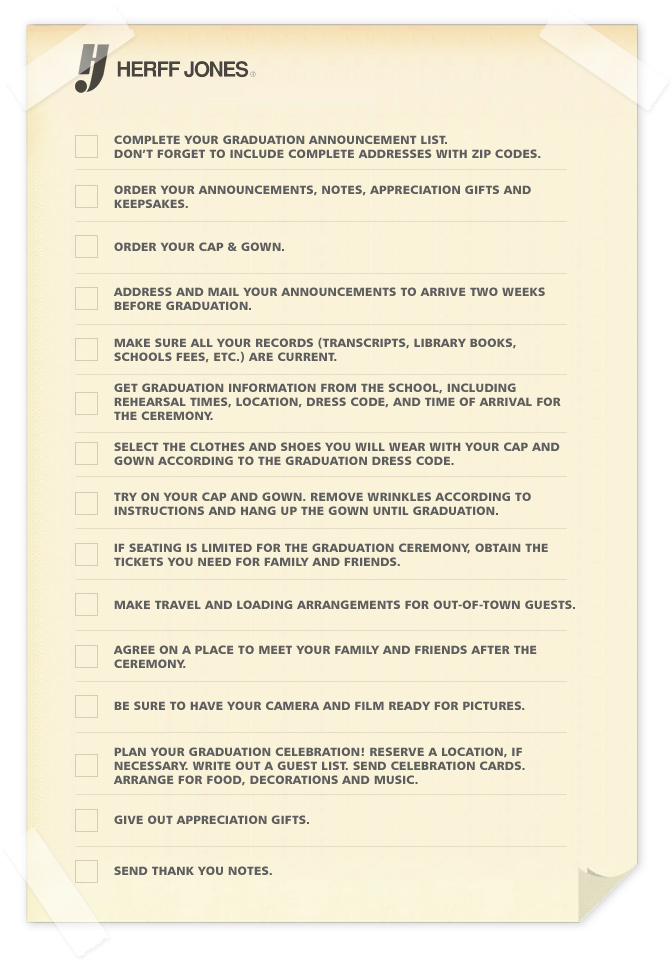 HERFF JONES®
COMPLETE YOUR GRADUATION ANNOUNCEMENT LIST.
DON'T FORGET TO INCLUDE COMPLETE ADDRESSES WITH ZIP CODES.
ORDER YOUR ANNOUNCEMENTS, NOTES, APPRECIATION GIFTS AND
KEEPSAKES.
ORDER YOUR CAP & GOWN.
ADDRESS AND MAIL YOUR ANNOUNCEMENTS TO ARRIVE TWO WEEKS
BEFORE GRADUATION.
MAKE SURE ALL YOUR RECORDS (TRANSCRIPTS, LIBRARY BOOKS,
SCHOOLS FEES, ETC.) ARE CURRENT.
GET GRADUATION INFORMATION FROM THE SCHOOL, INCLUDING
REHEARSAL TIMES, LOCATION, DRESS CODE, AND TIME OF ARRIVAL FOR
THE CEREMONY.
SELECT THE CLOTHES AND SHOES YOU WILL WEAR WITH YOUR CAP AND
GOWN ACCORDING TO THE GRADUATION DRESS CODE.
TRY ON YOUR CAP AND GOWN. REMOVE WRINKLES ACCORDING TO
INSTRUCTIONS AND HANG UP THE GOWN UNTIL GRADUATION.
IF SEATING IS LIMITED FOR THE GRADUATION CEREMONY, OBTAIN THE
TICKETS YOU NEED FOR FAMILY AND FRIENDS.
MAKE TRAVEL AND LOADING ARRANGEMENTS FOR OUT-OF-TOWN GUESTS.
AGREE ON A PLACE TO MEET YOUR FAMILY AND FRIENDS AFTER THE
CEREMONY.
BE SURE TO HAVE YOUR CAMERA AND FILM READY FOR PICTURES.
PLAN YOUR GRADUATION CELEBRATION! RESERVE A LOCATION, IF
NECESSARY. WRITE OUT A GUEST LIST. SEND CELEBRATION CARDS.
ARRANGE FOR FOOD, DECORATIONS AND MUSIC.
GIVE OUT APPRECIATION GIFTS.
SEND THANK YOU NOTES.